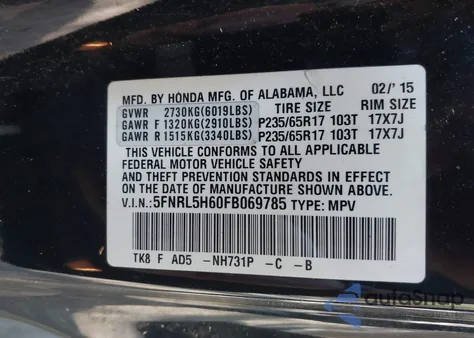 MFD. BY HONDA MFG. OF ALABAMA, LLC 02/'15
GVWR 2730KG(6019LBS) TIRE SIZE RIM SIZE
GAWR F 1320KG(2910LBS) P235/65R17 103T 17X7J
GAWR R 1515KG(3340LBS) P235/65R17 103T 17X7J
THIS VEHICLE CONFORMS TO ALL APPLICABLE
FEDERAL MOTOR VEHICLE SAFETY
AND THEFT PREVENTION STANDARDS IN EFFECT
ON THE DATE OF MANUFACTURE SHOWN ABOVE.
V.I.N.: 5FNRL5H60FB069785 TYPE: MPV
TK8 F AD5 -NH731P -C -B
AutaSnap